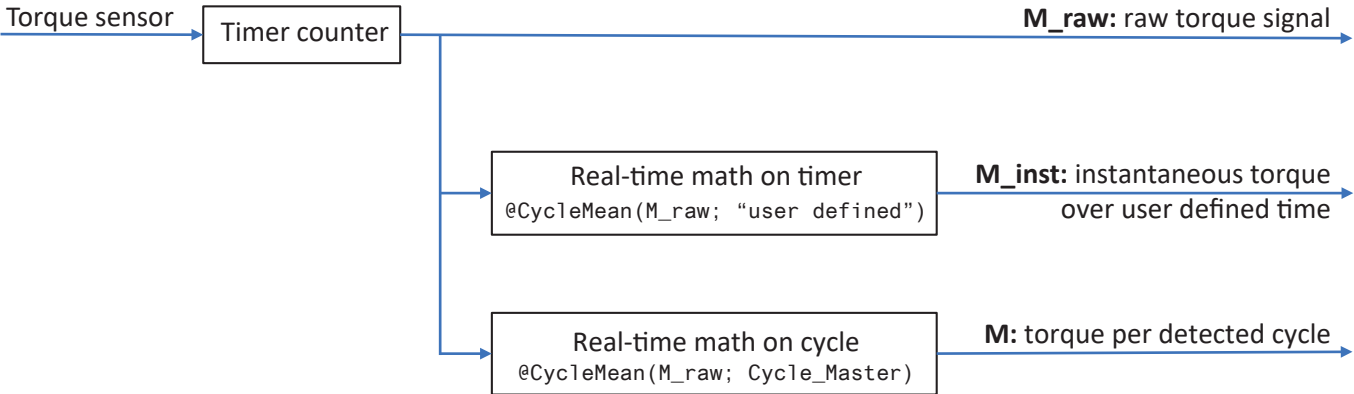 Torque sensor
Timer counter
M_raw: raw torque signal
Real-time math on timer
@CycleMean(M_raw; “user defined”)
M_inst: instantaneous torque
over user defined time
Real-time math on cycle
@CycleMean(M_raw; Cycle_Master)
M: torque per detected cycle